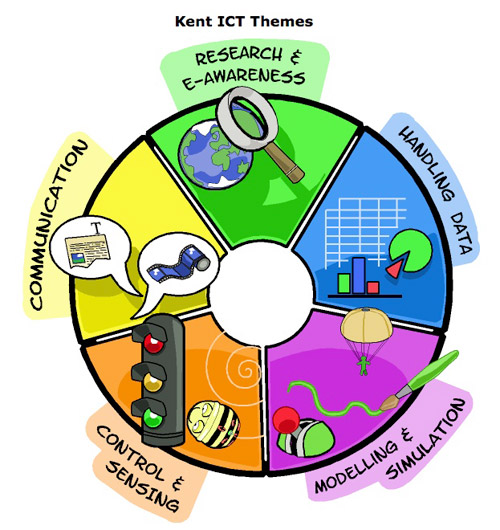 Kent ICT Themes
RESEARCH &
E-AWARENESS
HANDLING DATA
MODELLING &
SIMULATION
CONTROL &
SENSING
COMMUNICATION
T